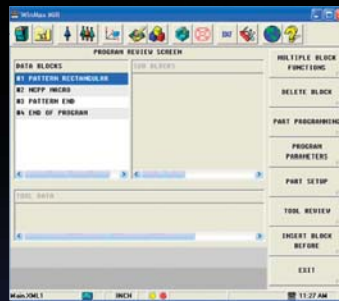 WinMax Mill
PROGRAM REVIEW SCREEN
DATA BLOCKS
SUB BLOCKS
#1 PATTERN RECTANGULAR
#2 NCPP MACRO
#3 PATTERN END
#4 END OF PROGRAM
TOOL DATA
MULTIPLE BLOCK
FUNCTIONS
DELETE BLOCK
PART PROGRAMMING
PROGRAM
PARAMETERS
PART SETUP
TOOL REVIEW
INSERT BLOCK
BEFORE
EXIT
Main.XML1
INCH
11:27 AM